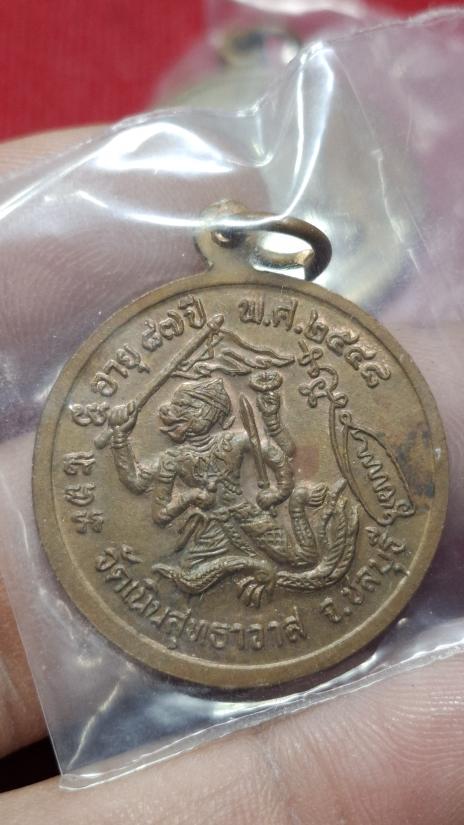 อายุ ๘๗ ปี พ.ศ.๒๕๔๘
วัดเนินสุทธาวาส จ.ชลบุรี